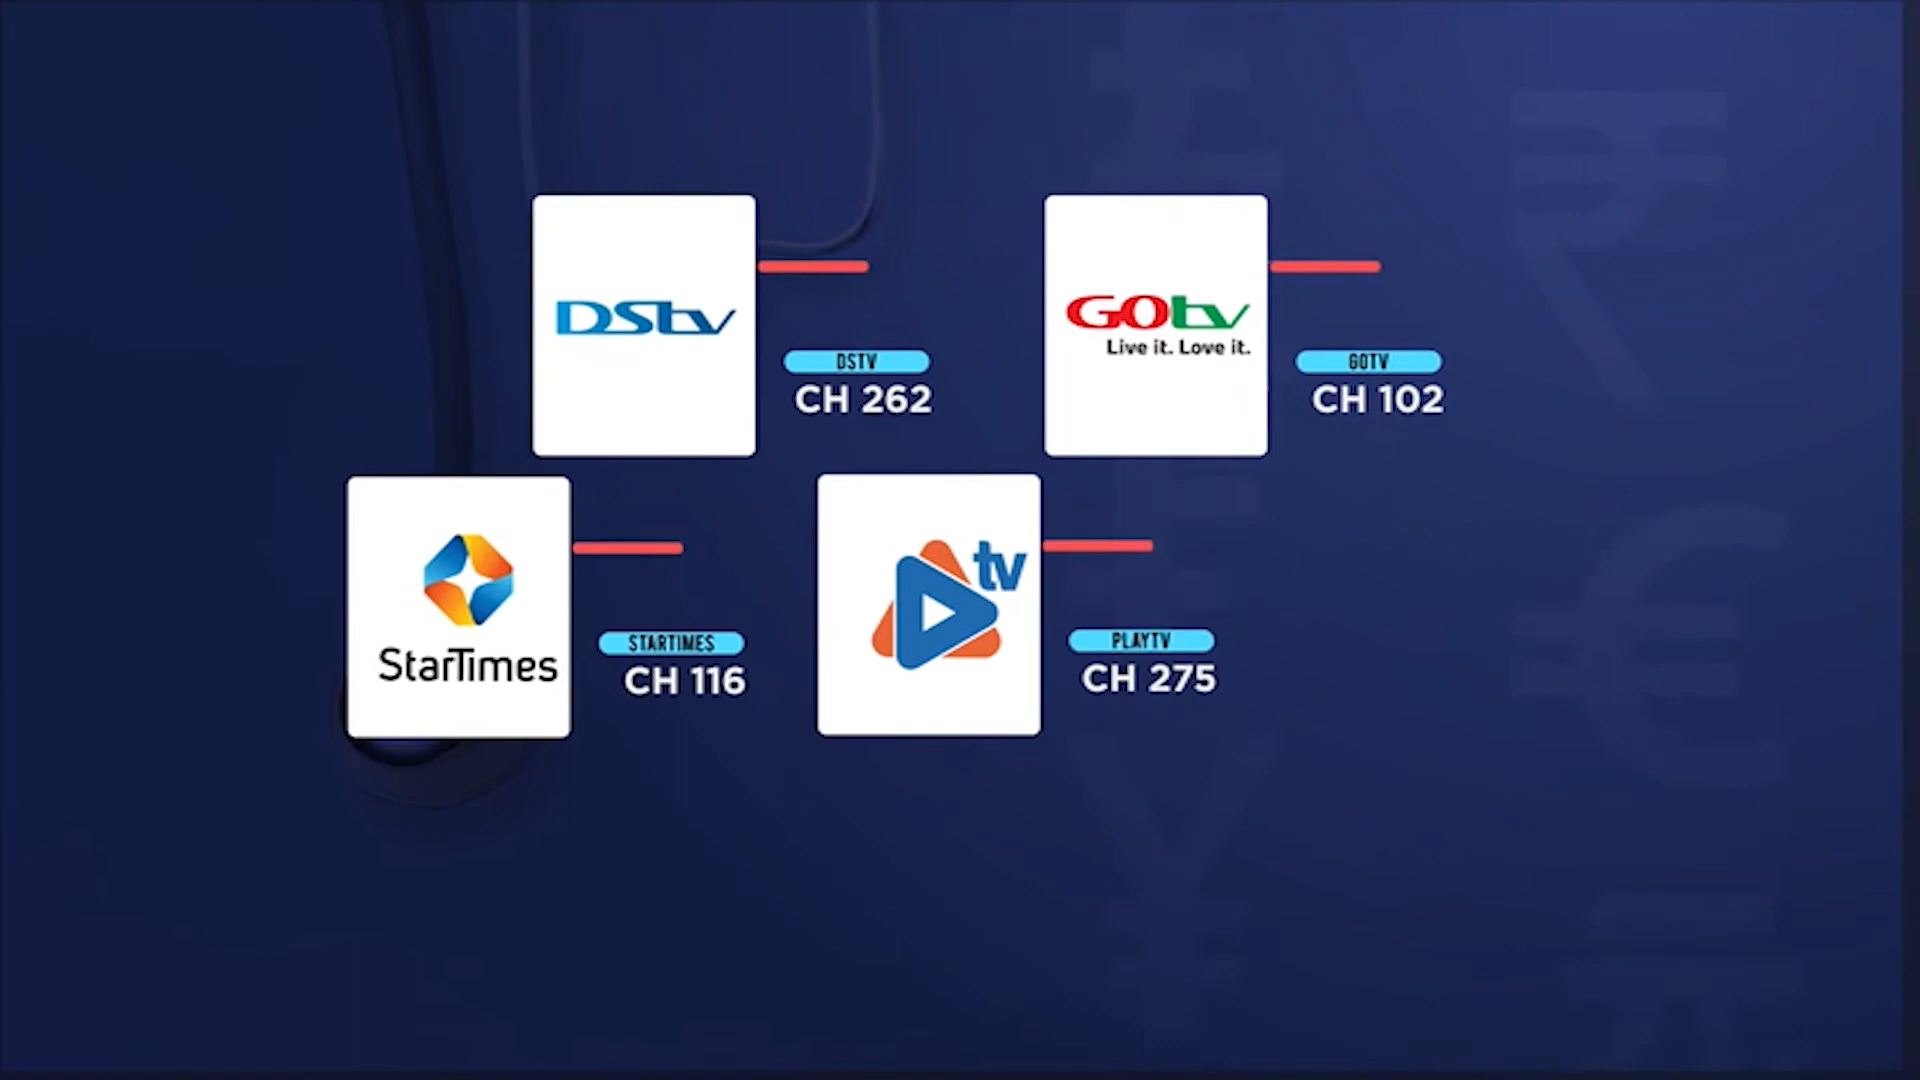 DStv
DSTV
CH 262
GOtv
Live it. Love it.
GOTV
CH 102
StarTimes
STARTIMES
CH 116
tv
PLAYTV
CH 275